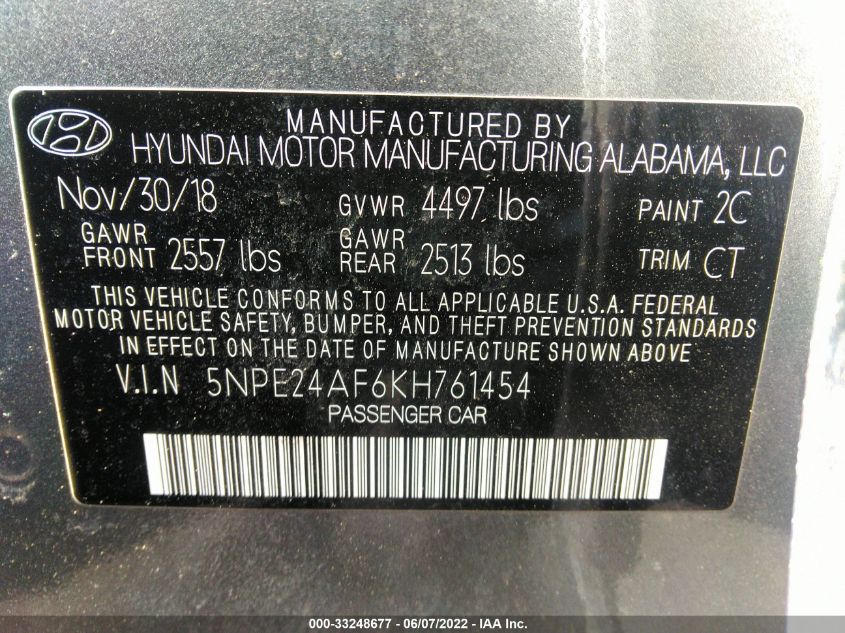 MANUFACTURED BY
HYUNDAI MOTOR MANUFACTURING ALABAMA, LLC
Nov/30/18 GVWR 4497 lbs PAINT 2C
GAWR FRONT 2557 lbs GAWR REAR 2513 lbs TRIM CT
THIS VEHICLE CONFORMS TO ALL APPLICABLE U.S.A. FEDERAL
MOTOR VEHICLE SAFETY, BUMPER, AND THEFT PREVENTION STANDARDS
IN EFFECT ON THE DATE OF MANUFACTURE SHOWN ABOVE
V.I.N 5NPE24AF6KH761454
PASSENGER CAR
000-33248677 - 06/07/2022 - IAA Inc.